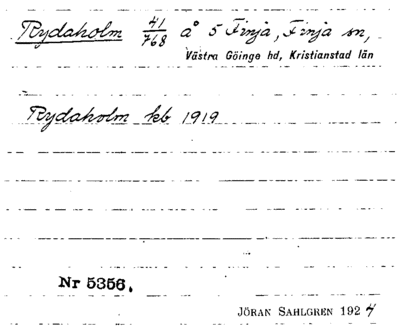 Rydaholm 41/768 å 5 Finja, Finja sn,
Västra Göinge hd, Kristianstad län
Rydaholm kb 1919
Nr 5356.
JÖRAN SAHLGREN 1924